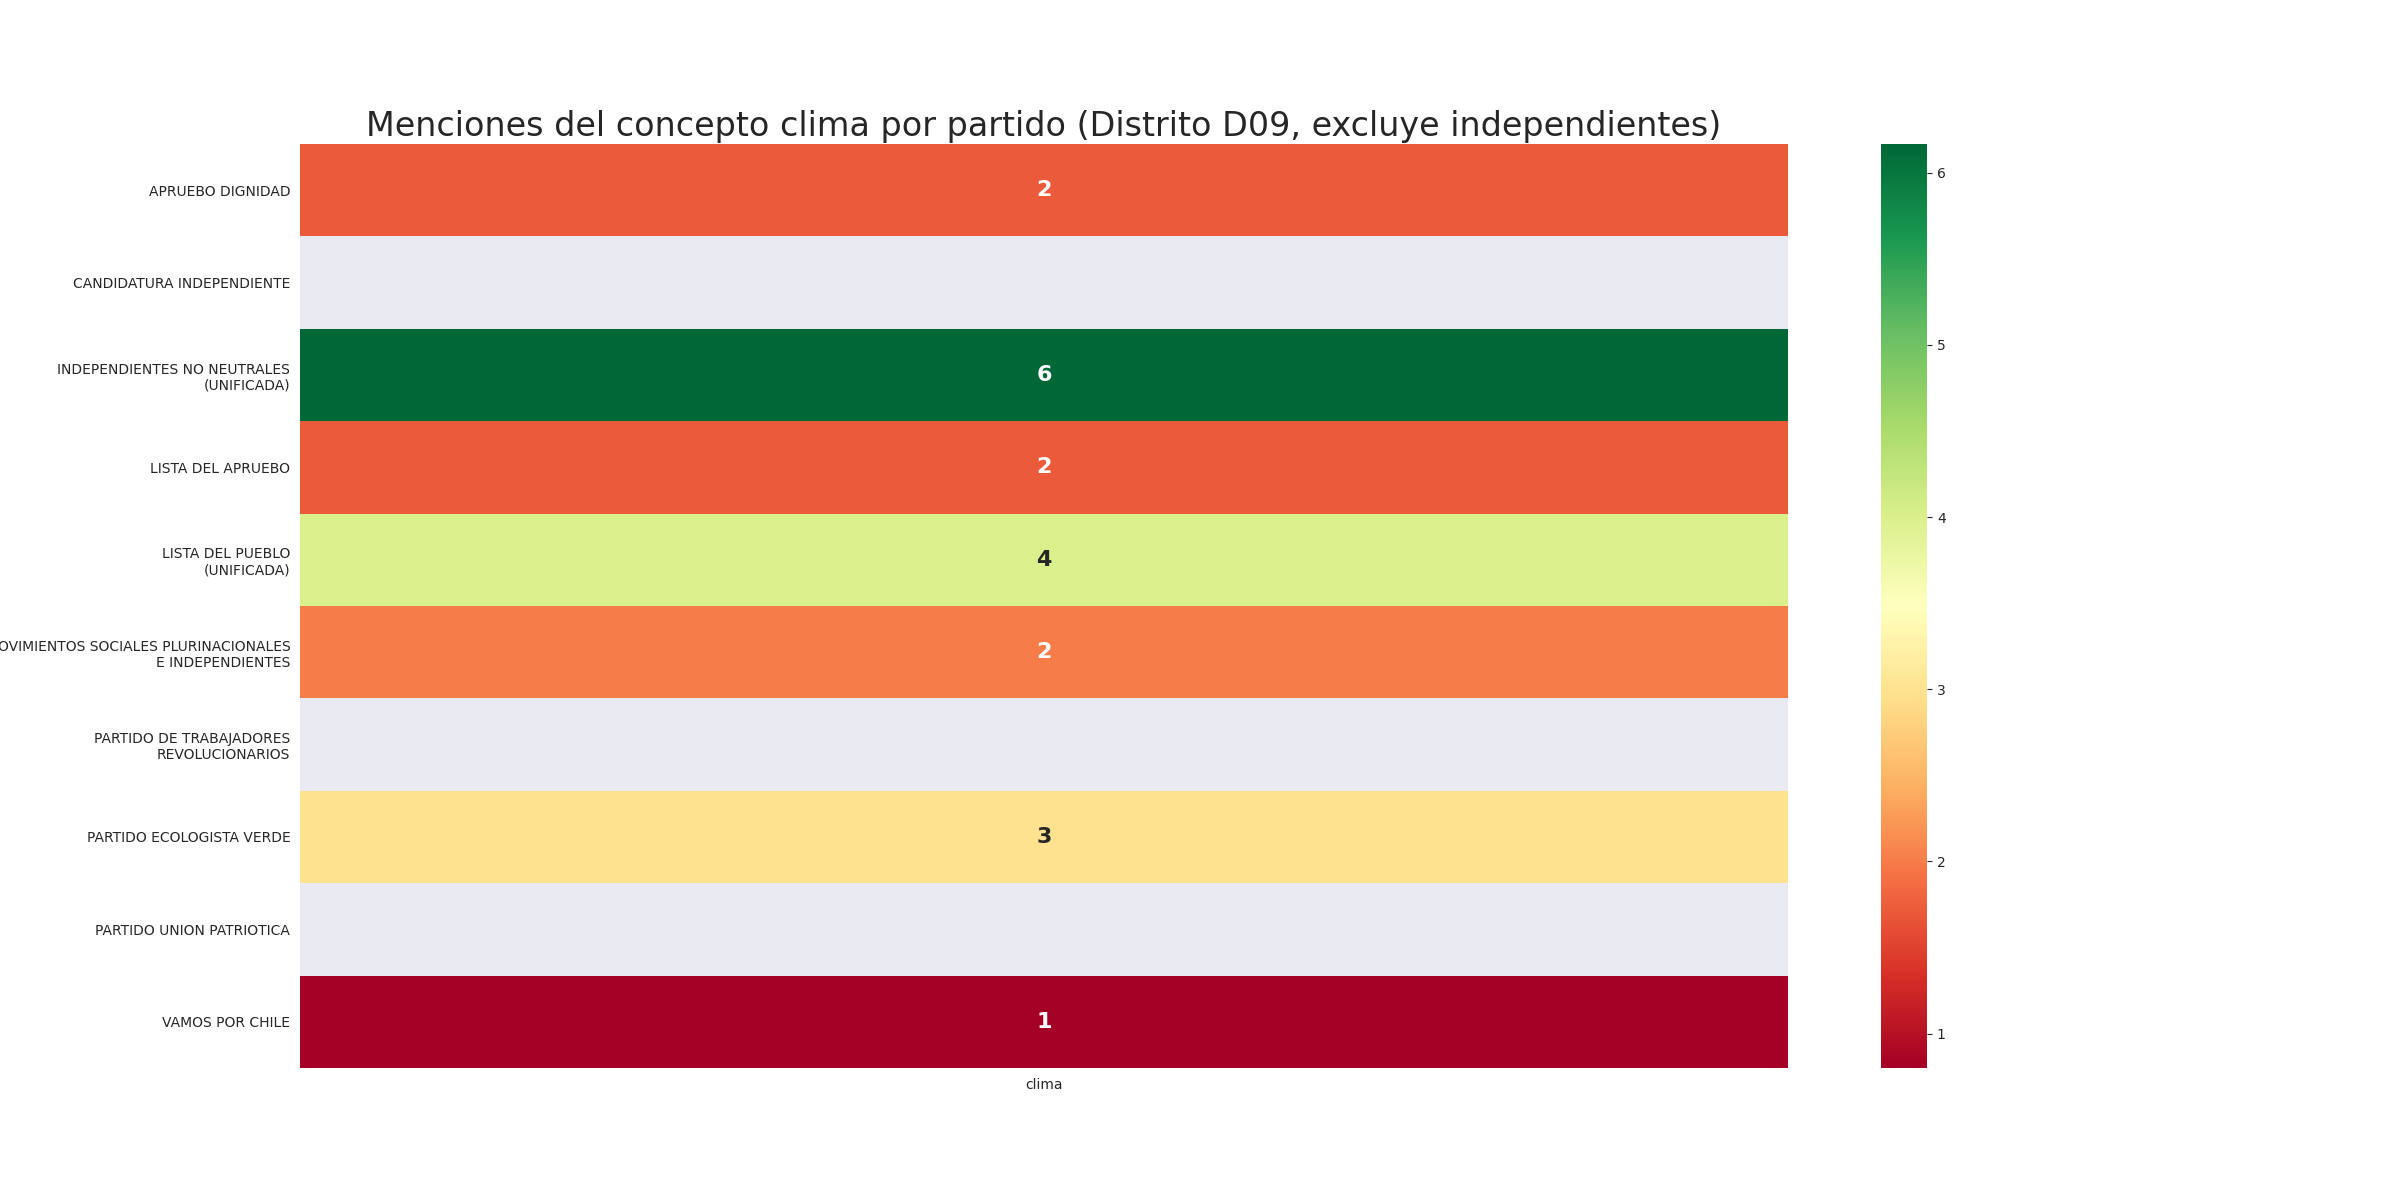 Menciones del concepto clima por partido (Distrito D09, excluye independientes)
APRUEBO DIGNIDAD
2
CANDIDATURA INDEPENDIENTE
INDEPENDIENTES NO NEUTRALES
(UNIFICADA)
6
LISTA DEL APRUEBO
2
LISTA DEL PUEBLO
(UNIFICADA)
4
OVIMIENTOS SOCIALES PLURINACIONALES
E INDEPENDIENTES
2
PARTIDO DE TRABAJADORES
REVOLUCIONARIOS
PARTIDO ECOLOGISTA VERDE
3
PARTIDO UNION PATRIOTICA
VAMOS POR CHILE
1
clima
6
5
4
3
2
1